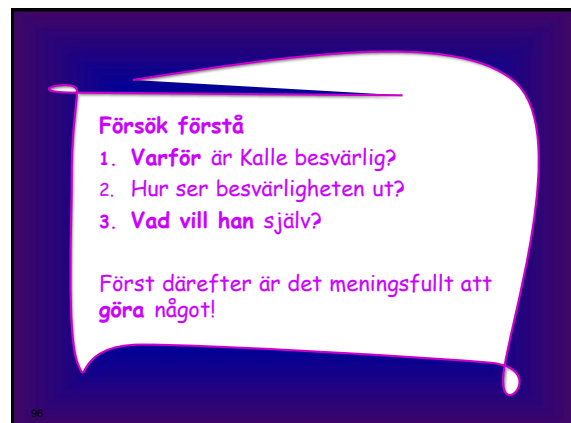 Försök förstå
1. Varför är Kalle besvärlig?
2. Hur ser besvärligheten ut?
3. Vad vill han själv?
Först därefter är det meningsfullt att
göra något!
96